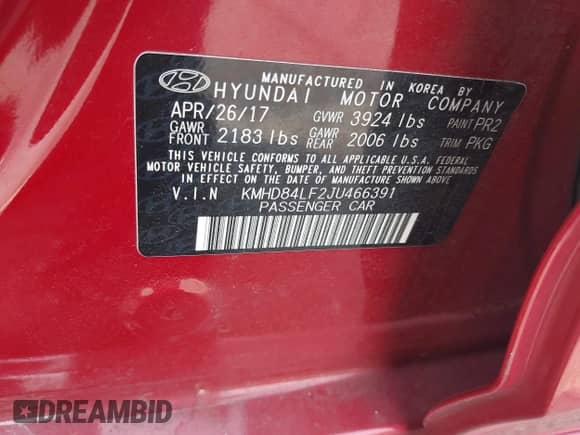 MANUFACTURED IN KOREA BY
HYUNDAI MOTOR COMPANY
APR/26/17 GVWR 3924 lbs PAINT PR2
GAWR FRONT 2183 lbs GAWR REAR 2006 lbs TRIM PKG
THIS VEHICLE CONFORMS TO ALL APPLICABLE U.S.A. FEDERAL
MOTOR VEHICLE SAFETY, BUMPER, AND THEFT PREVENTION STANDARDS
IN EFFECT ON THE DATE OF MANUFACTURE SHOWN ABOVE.
V.I.N KMHD84LF2JU466391
PASSENGER CAR
DREAMBID